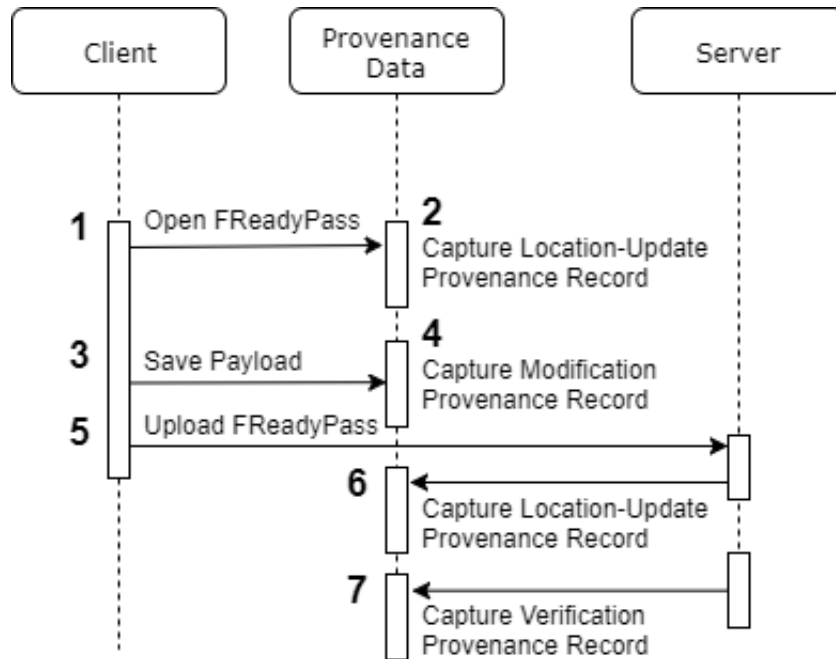 Client
Provenance
Data
Server
1
Open FReadyPass
2
Capture Location-Update
Provenance Record
3
Save Payload
4
Capture Modification
Provenance Record
5
Upload FReadyPass
6
Capture Location-Update
Provenance Record
7
Capture Verification
Provenance Record